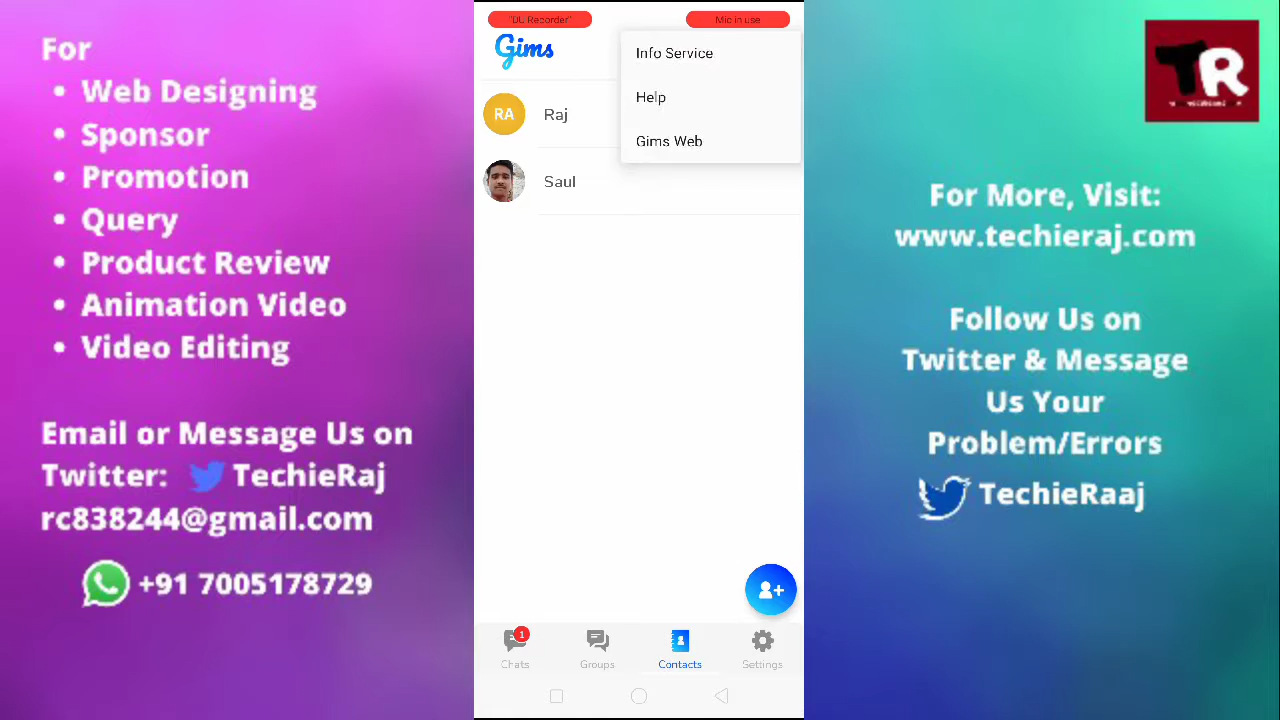 For
• Web Designing
• Sponsor
• Promotion
• Query
• Product Review
• Animation Video
• Video Editing
Email or Message Us on
Twitter: TechieRaj
rc838244@gmail.com
+91 7005178729
"DU Recorder"
Mic in use
Gims
Info Service
Help
Gims Web
RA
Raj
Saul
1
Chats
Groups
Contacts
Settings
TR
For More, Visit:
www.techieraj.com
Follow Us on
Twitter & Message
Us Your
Problem/Errors
TechieRaaj